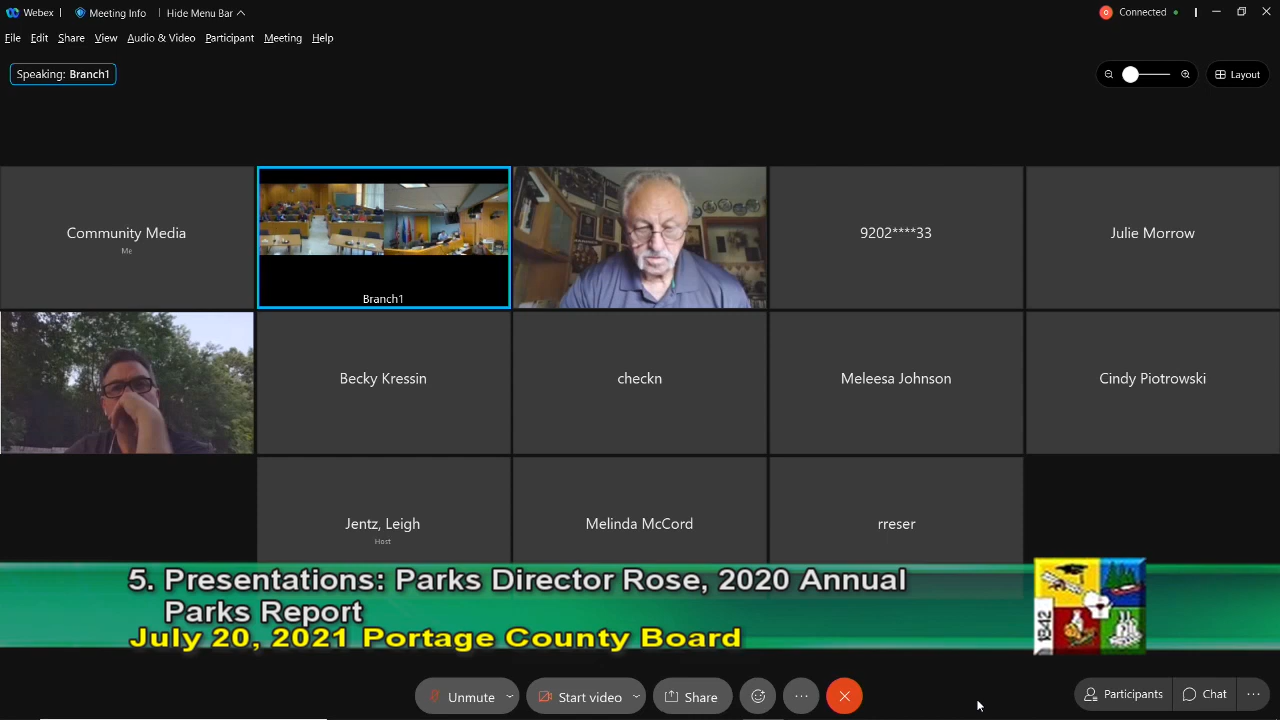 Webex
Meeting Info
Hide Menu Bar
Connected
File Edit Share View Audio & Video Participant Meeting Help
Speaking: Branch1
Layout
Community Media
Me
Branch1
9202****33
Julie Morrow
Becky Kressin
checkn
Meleesa Johnson
Cindy Piotrowski
Jentz, Leigh
Host
Melinda McCord
rreser
5. Presentations: Parks Director Rose, 2020 Annual
Parks Report
July 20, 2021 Portage County Board
1842
Unmute
Start video
Share
Participants
Chat